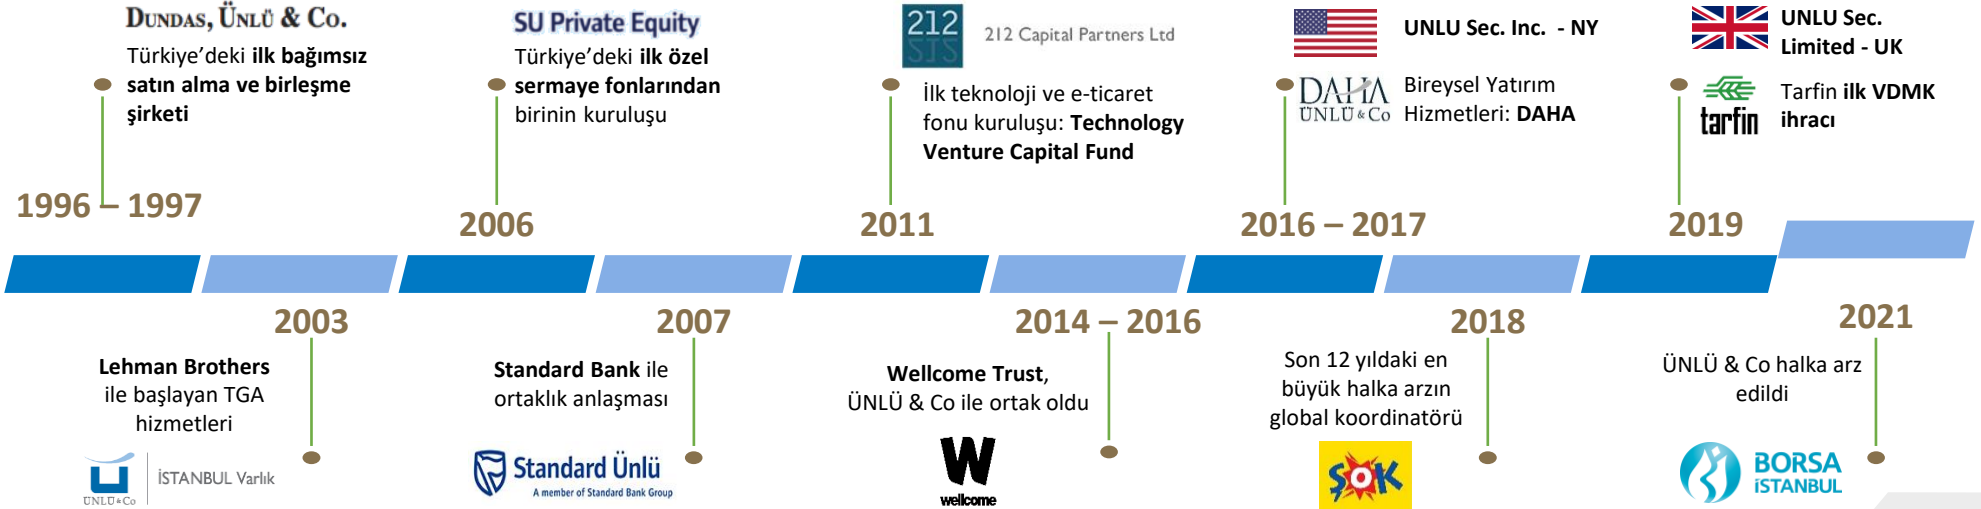 DUNDAS, ÜNLÜ & CO.
Türkiye’deki ilk bağımsız
satın alma ve birleşme
şirketi
1996 – 1997
SU Private Equity
Türkiye’deki ilk özel
sermaye fonlarından
birinin kuruluşu
2006
212
212 Capital Partners Ltd
İlk teknoloji ve e-ticaret
fonu kuruluşu: Technology
Venture Capital Fund
2011
UNLU Sec. Inc. - NY
DAHA
ÜNLÜ & Co
Bireysel Yatırım
Hizmetleri: DAHA
2016 – 2017
UNLU Sec.
Limited - UK
tarfin
Tarfin ilk VDMK
ihracı
2019
2003
Lehman Brothers
ile başlayan TGA
hizmetleri
ÜNLÜ & Co
İSTANBUL Varlık
2007
Standard Bank ile
ortaklık anlaşması
Standard Ünlü
A member of Standard Bank Group
2014 – 2016
Wellcome Trust,
ÜNLÜ & Co ile ortak oldu
W
wellcome
2018
Son 12 yıldaki en
büyük halka arzın
global koordinatörü
ŞOK
2021
ÜNLÜ & Co halka arz
edildi
BORSA
İSTANBUL